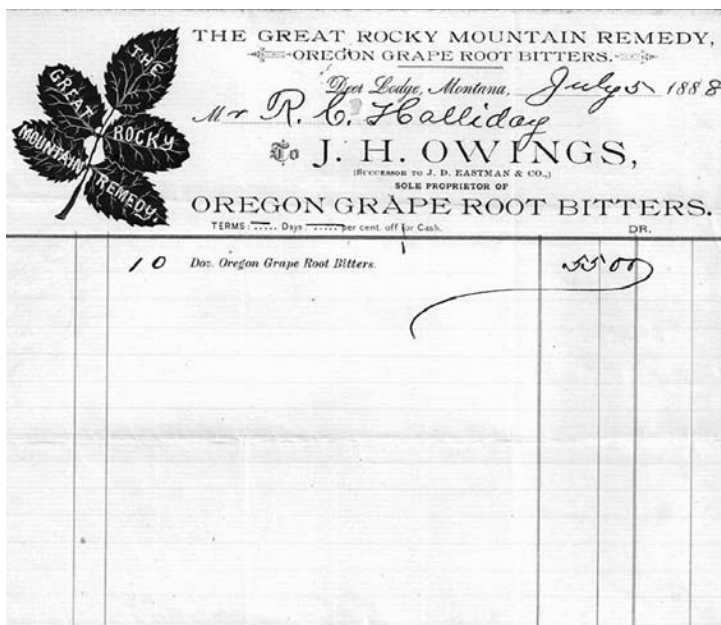 THE GREAT ROCKY MOUNTAIN REMEDY.
THE GREAT ROCKY MOUNTAIN REMEDY,
OREGON GRAPE ROOT BITTERS.
Deer Lodge, Montana, July 5 1888
Mr R. C. Halliday
To J. H. OWINGS,
(SUCCESSOR TO J. D. EASTMAN & CO.,)
SOLE PROPRIETOR OF
OREGON GRAPE ROOT BITTERS.
TERMS: ..... Days ..... per cent. off for Cash. DR.
10 Doz. Oregon Grape Root Bitters. 55 00